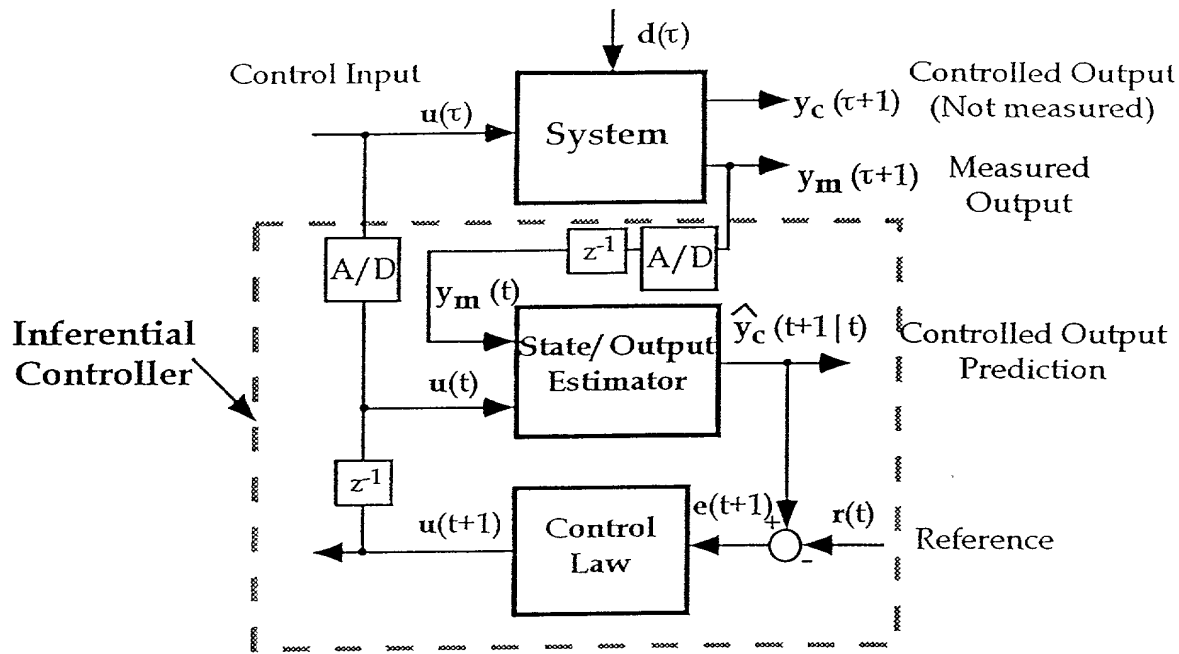 d(τ)
Control Input
u(τ)
System
y_c (τ+1)
Controlled Output
(Not measured)
y_m (τ+1)
Measured
Output
A/D
z⁻¹
A/D
y_m (t)
Inferential
Controller
State/Output
Estimator
ŷ_c (t+1|t)
Controlled Output
Prediction
u(t)
z⁻¹
u(t+1)
Control
Law
e(t+1)
+
-
r(t)
Reference